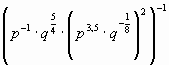 (p⁻¹ · q^(5/4) · (p^(3,5) · q^(-1/8))²)⁻¹